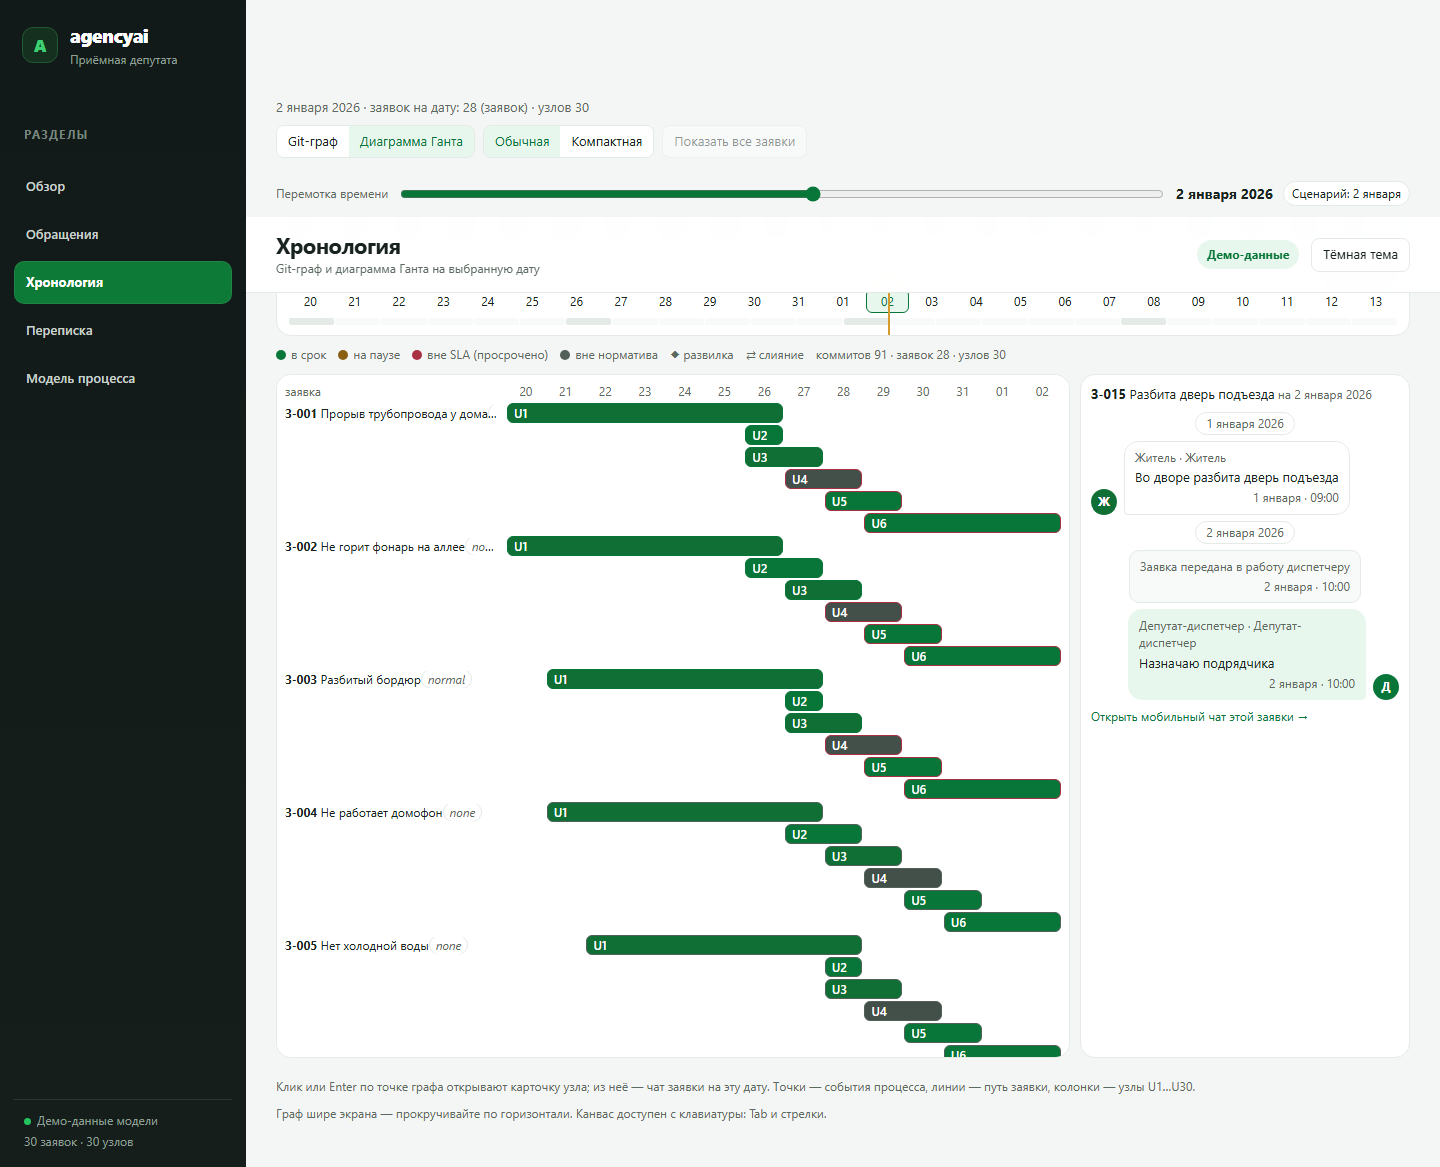 A
agencyai
Приёмная депутата
РАЗДЕЛЫ
Обзор
Обращения
Хронология
Переписка
Модель процесса
Демо-данные модели
30 заявок · 30 узлов
2 января 2026 · заявок на дату: 28 (заявок) · узлов 30
Git-граф Диаграмма Ганта Обычная Компактная Показать все заявки
Перемотка времени 2 января 2026 Сценарий: 2 января
Хронология
Git-граф и диаграмма Ганта на выбранную дату
Демо-данные Тёмная тема
20 21 22 23 24 25 26 27 28 29 30 31 01 02 03 04 05 06 07 08 09 10 11 12 13
в срок на паузе вне SLA (просрочено) вне норматива ◆ развилка ⇄ слияние коммитов 91 · заявок 28 · узлов 30
заявка 20 21 22 23 24 25 26 27 28 29 30 31 01 02
З-001 Прорыв трубопровода у дома... U1
U2
U3
U4
U5
U6
З-002 Не горит фонарь на аллее no... U1
U2
U3
U4
U5
U6
З-003 Разбитый бордюр normal U1
U2
U3
U4
U5
U6
З-004 Не работает домофон none U1
U2
U3
U4
U5
U6
З-005 Нет холодной воды none U1
U2
U3
U4
U5
U6
З-015 Разбита дверь подъезда на 2 января 2026
1 января 2026
Житель · Житель
Во дворе разбита дверь подъезда
1 января · 09:00
Ж
2 января 2026
Заявка передана в работу диспетчеру
2 января · 10:00
Депутат-диспетчер · Депутат-
диспетчер
Назначаю подрядчика
2 января · 10:00
Д
Открыть мобильный чат этой заявки →
Клик или Enter по точке графа открывают карточку узла; из неё — чат заявки на эту дату. Точки — события процесса, линии — путь заявки, колонки — узлы U1…U30.
Граф шире экрана — прокручивайте по горизонтали. Канвас доступен с клавиатуры: Tab и стрелки.